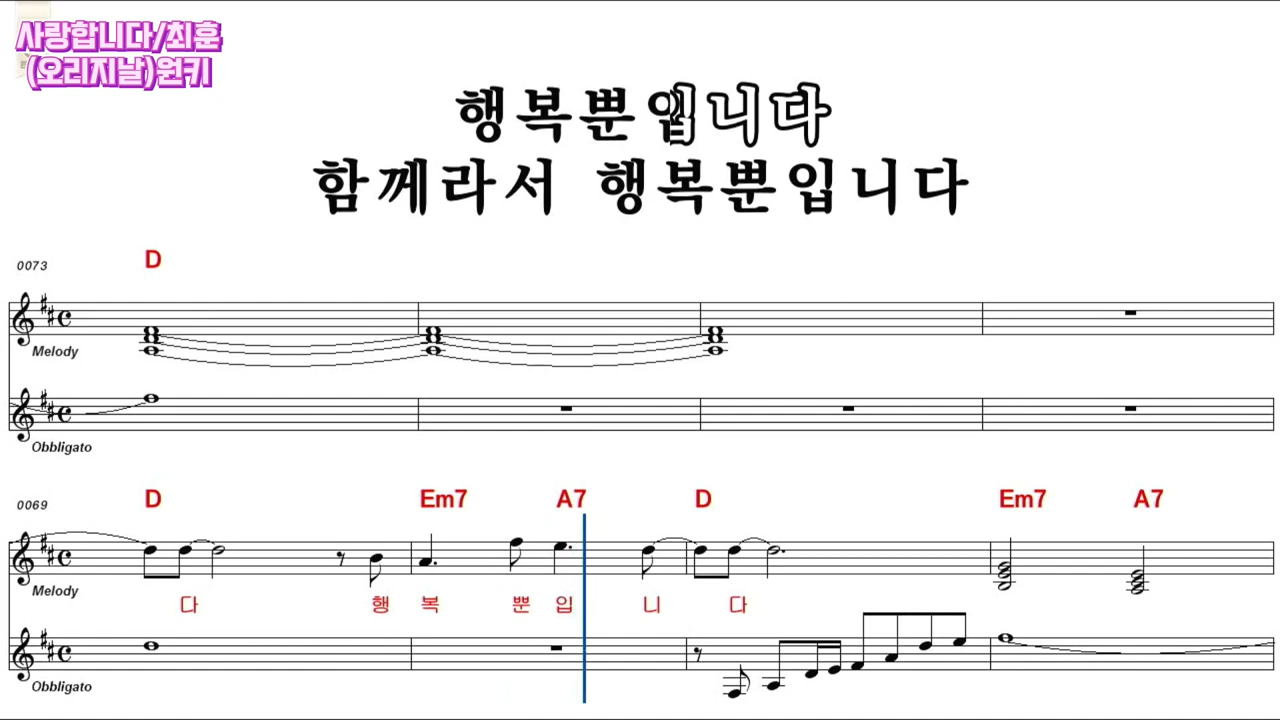 사랑합니다/최훈
(오리지날)원키
행복뿐입니다
함께라서 행복뿐입니다
0073 D
Melody
Obbligato
0069 D Em7 A7 D Em7 A7
Melody
다 행 복 뿐 입 니 다
Obbligato